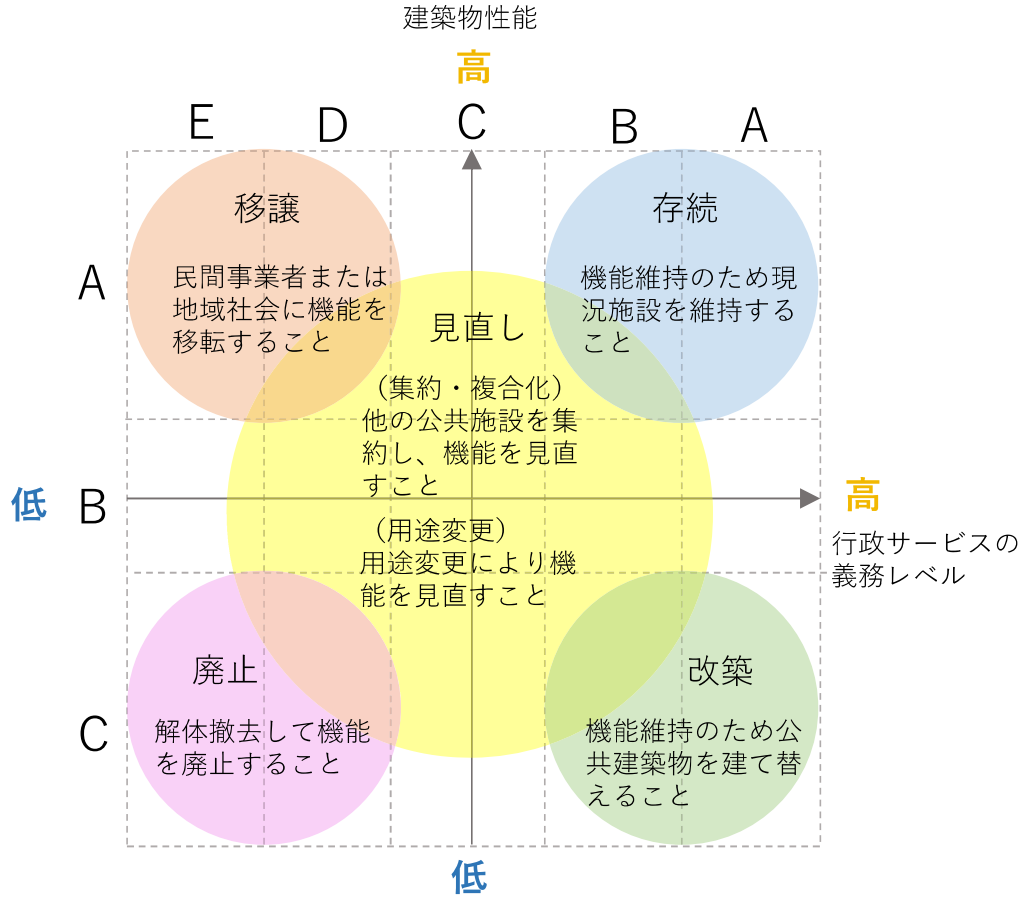 建築物性能
高
E
D
C
B
A
移譲
民間事業者または
地域社会に機能を
移転すること
存続
機能維持のため現
況施設を維持する
こと
A
見直し
（集約・複合化）
他の公共施設を集
約し、機能を見直
すこと
低
B
高
行政サービスの
義務レベル
（用途変更）
用途変更により機
能を見直すこと
廃止
解体撤去して機能
を廃止すること
改築
機能維持のため公
共建築物を建て替
えること
C
低